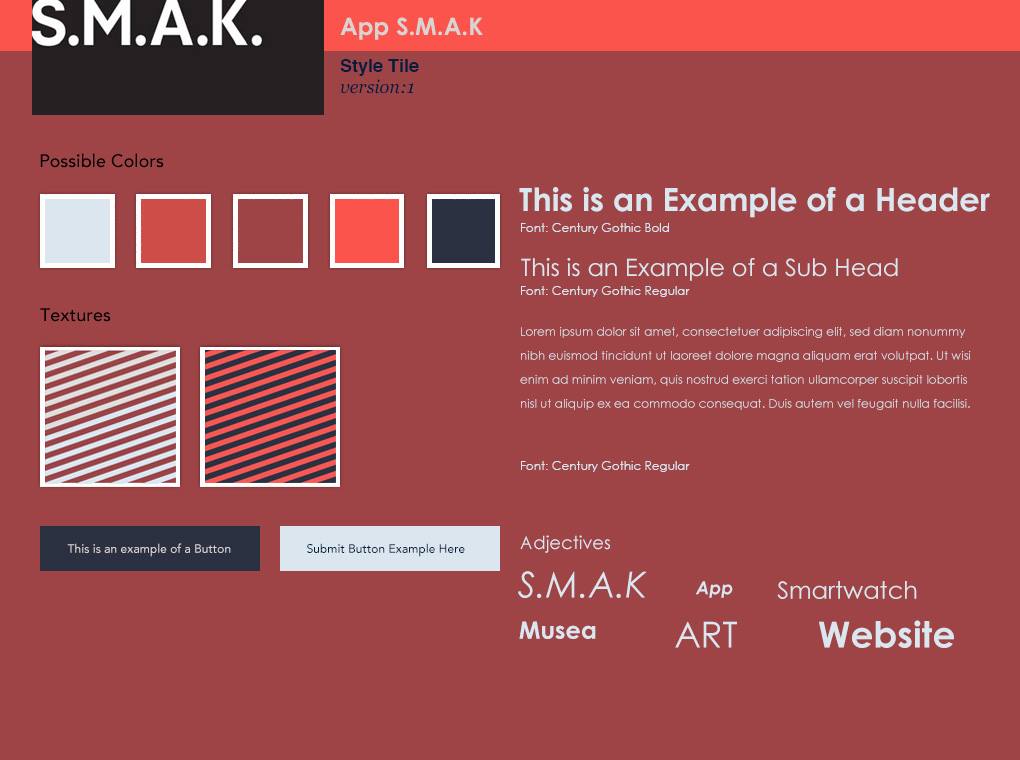 S.M.A.K.
App S.M.A.K
Style Tile
version:1
Possible Colors
Textures
This is an example of a Button
Submit Button Example Here
This is an Example of a Header
Font: Century Gothic Bold
This is an Example of a Sub Head
Font: Century Gothic Regular
Lorem ipsum dolor sit amet, consectetuer adipiscing elit, sed diam nonummy
nibh euismod tincidunt ut laoreet dolore magna aliquam erat volutpat. Ut wisi
enim ad minim veniam, quis nostrud exerci tation ullamcorper suscipit lobortis
nisl ut aliquip ex ea commodo consequat. Duis autem vel feugait nulla facilisi.
Font: Century Gothic Regular
Adjectives
S.M.A.K App Smartwatch
Musea ART Website